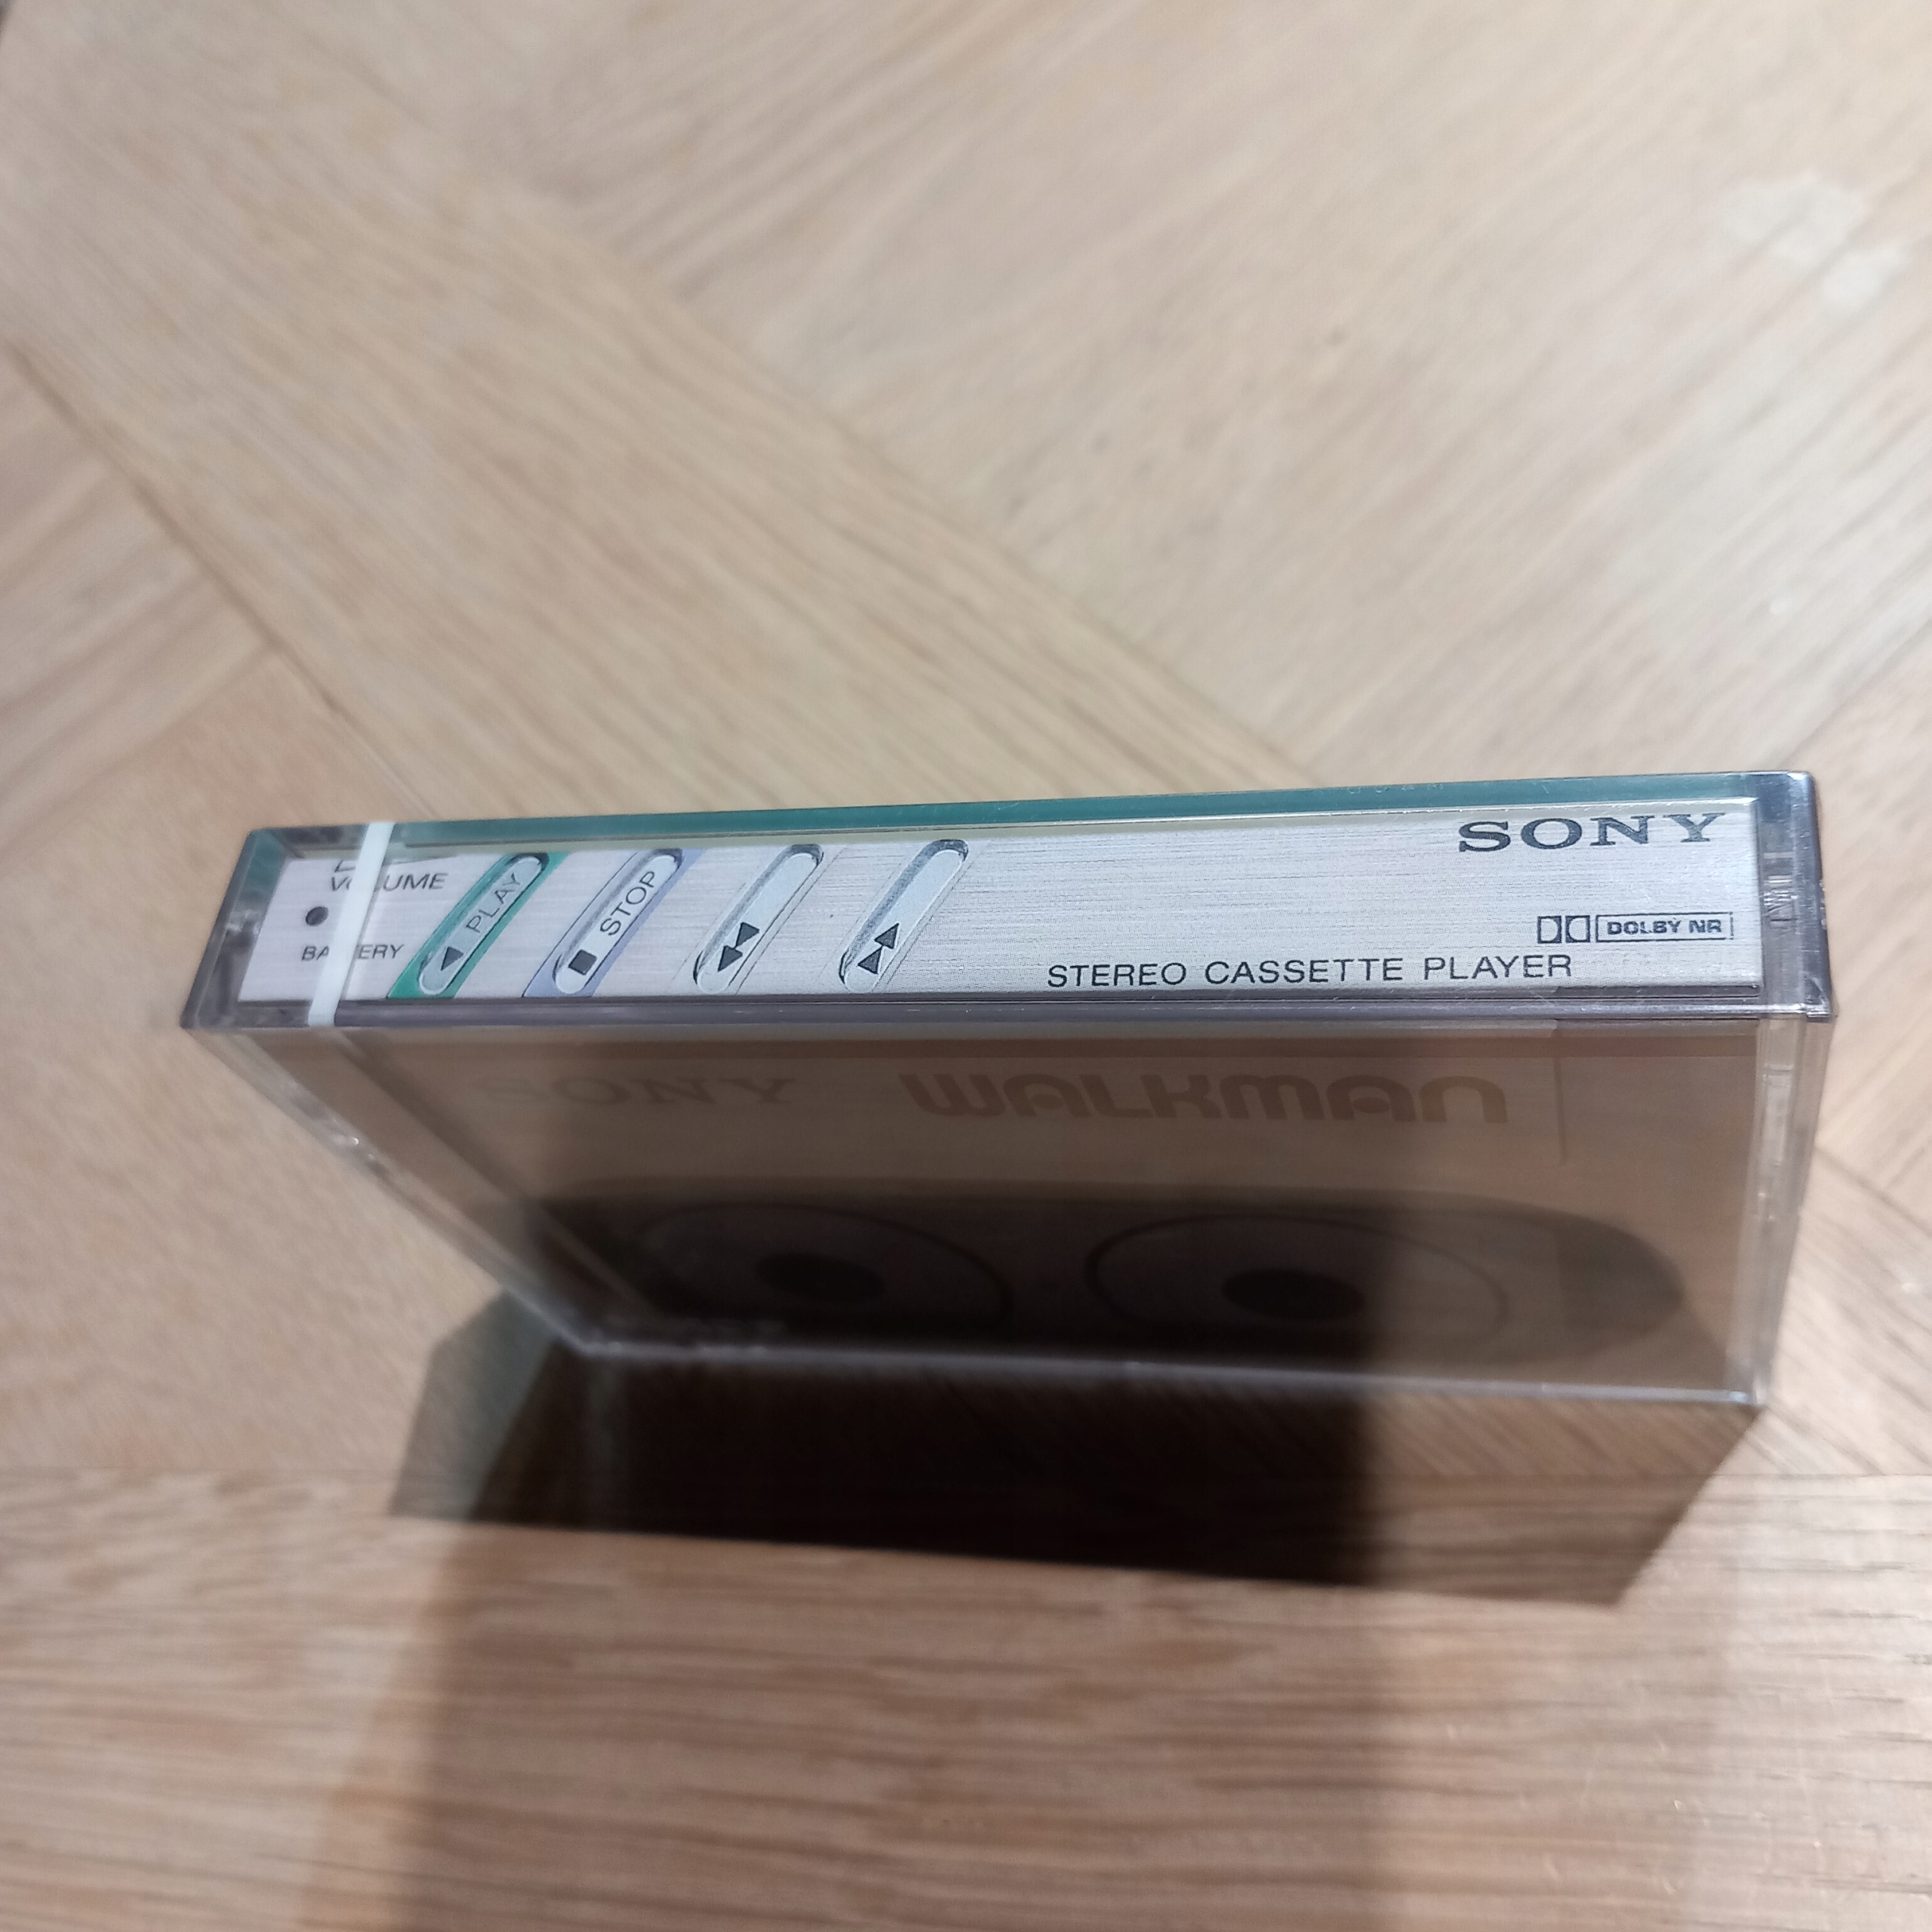 SONY
VOLUME
PLAY
STOP
DOLBY NR
BATTERY
STEREO CASSETTE PLAYER
SONY WALKMAN